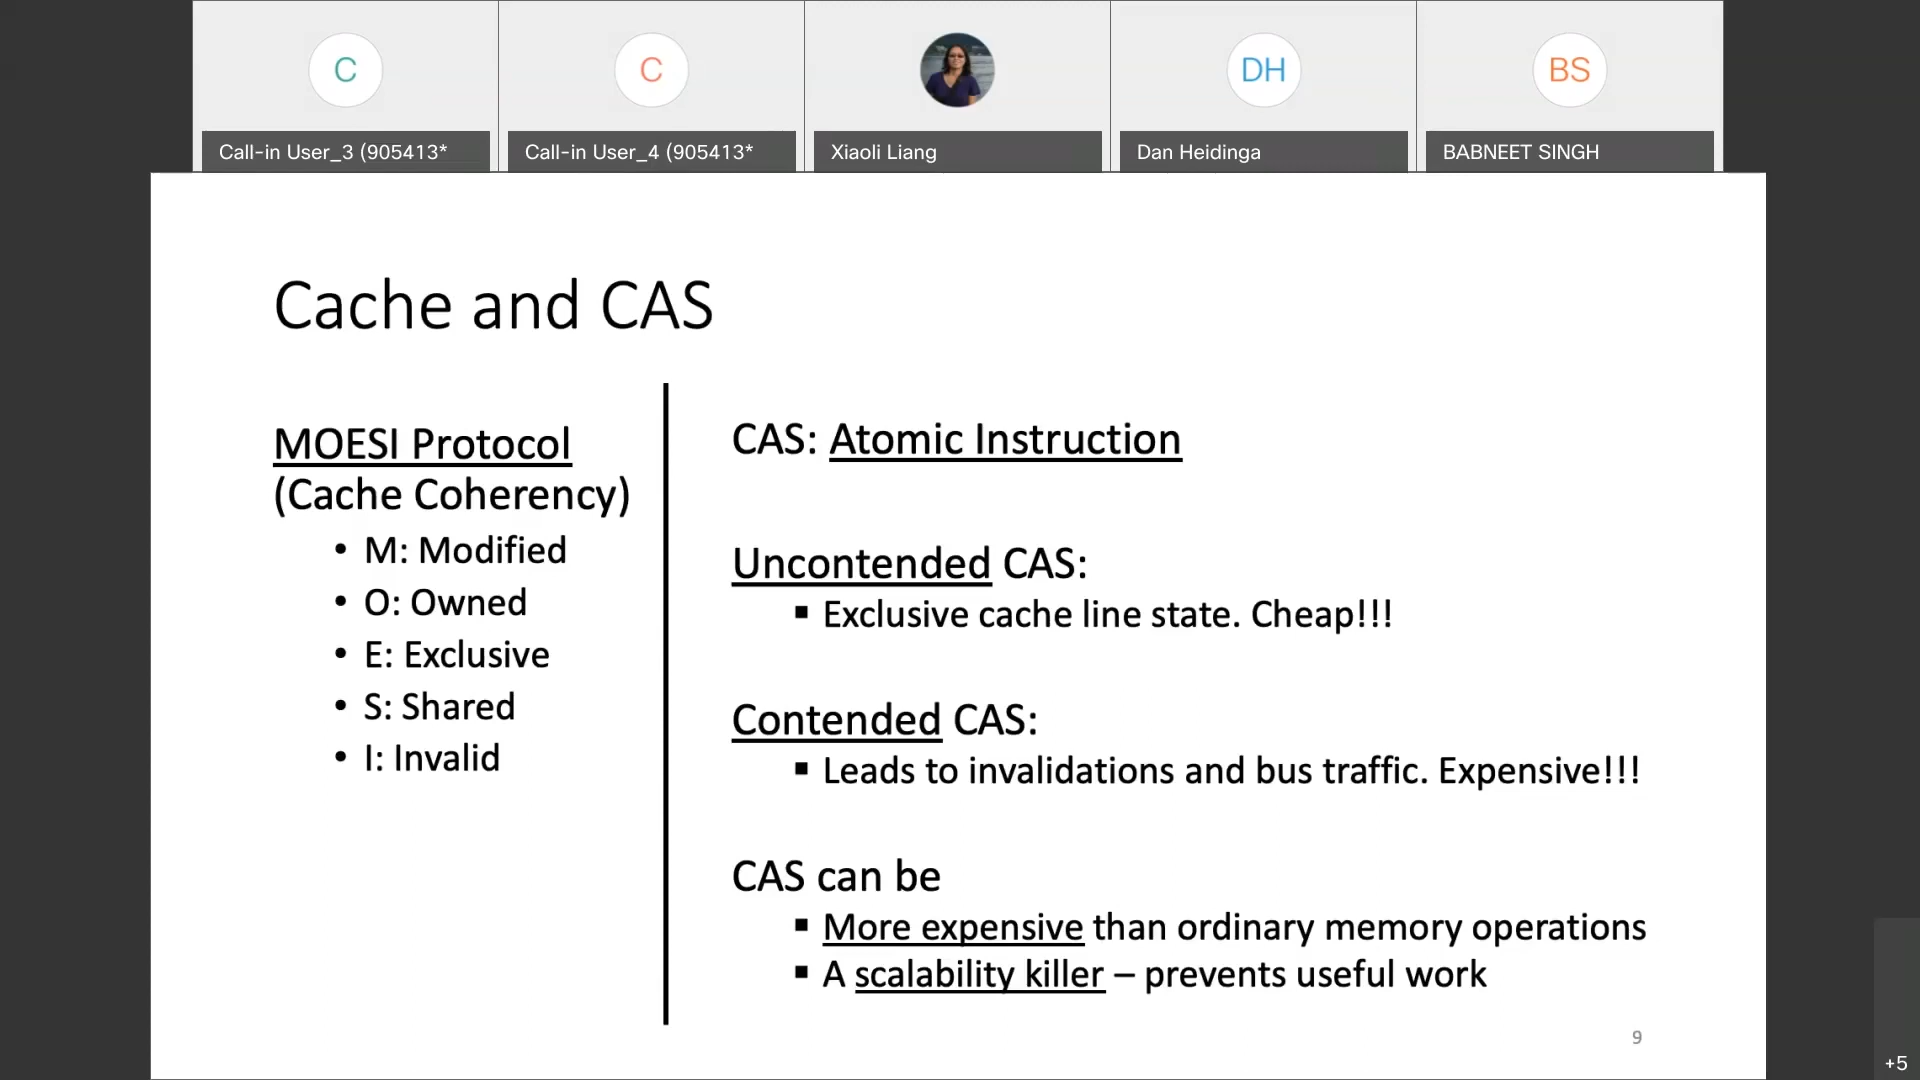 C
C
DH
BS
Call-in User_3 (905413*
Call-in User_4 (905413*
Xiaoli Liang
Dan Heidinga
BABNEET SINGH
Cache and CAS
MOESI Protocol
(Cache Coherency)
• M: Modified
• O: Owned
• E: Exclusive
• S: Shared
• I: Invalid
CAS: Atomic Instruction
Uncontended CAS:
▪ Exclusive cache line state. Cheap!!!
Contended CAS:
▪ Leads to invalidations and bus traffic. Expensive!!!
CAS can be
▪ More expensive than ordinary memory operations
▪ A scalability killer – prevents useful work
9
+5